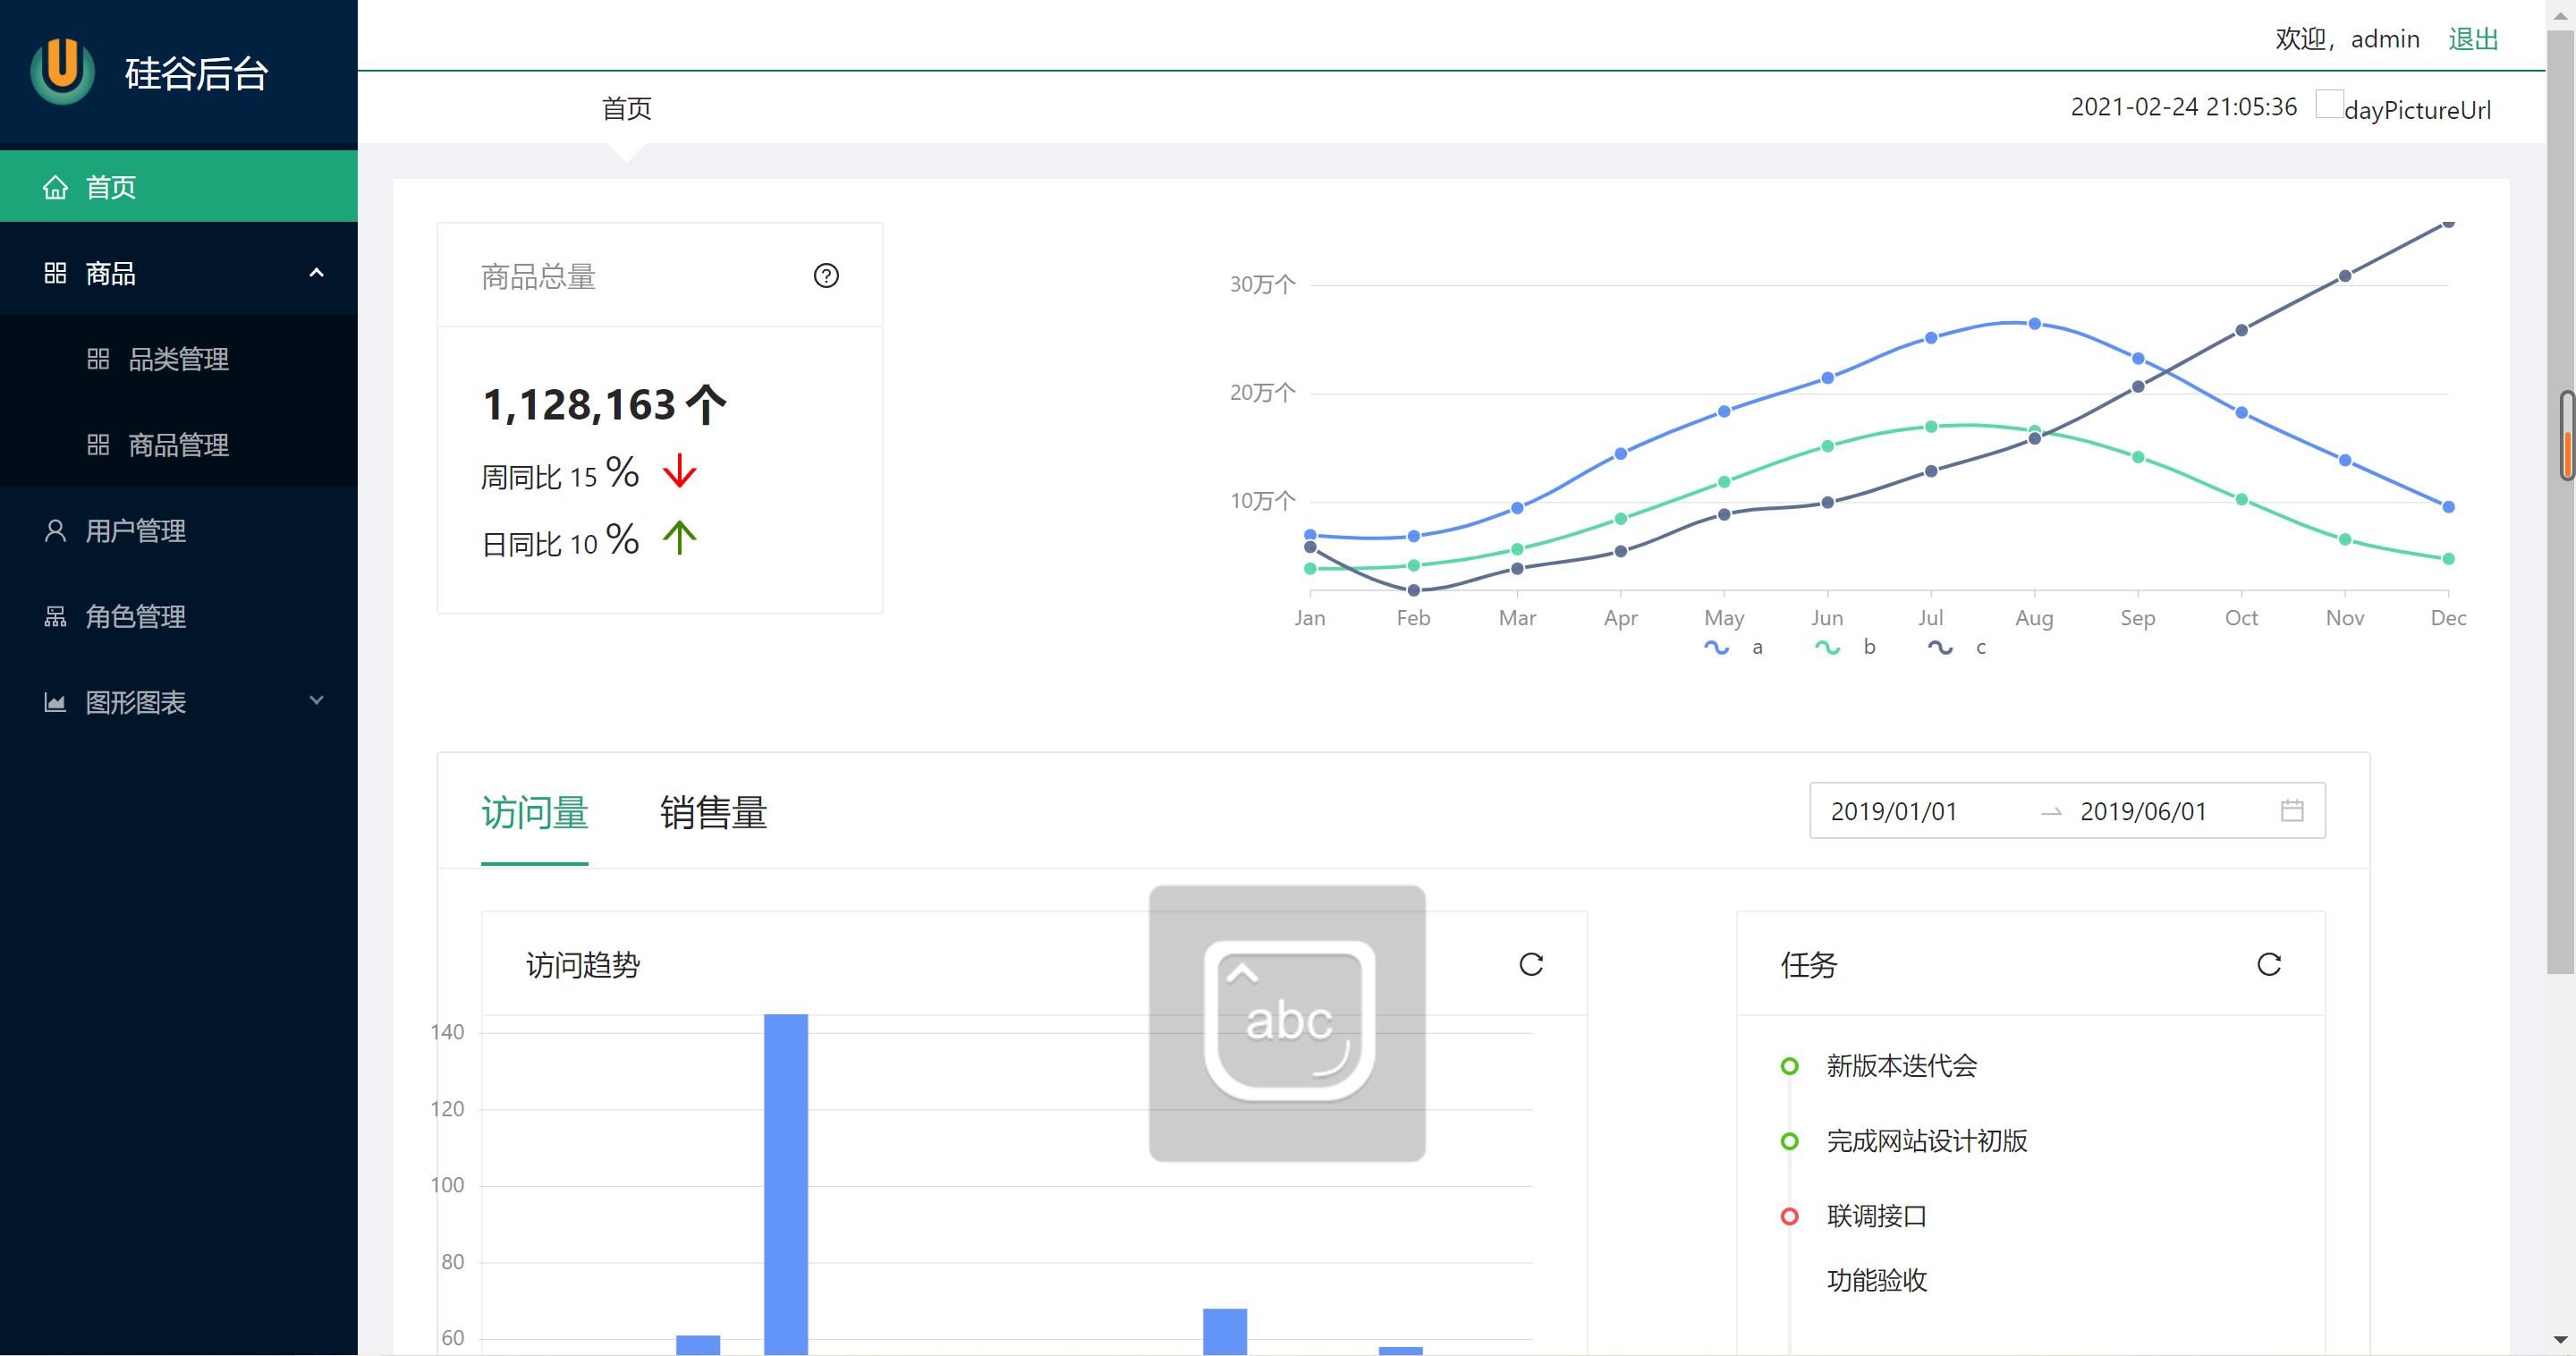 硅谷后台
欢迎，admin 退出
首页
2021-02-24 21:05:36 dayPictureUrl
首页
商品
品类管理
商品管理
用户管理
角色管理
图形图表
商品总量
1,128,163 个
周同比 15 %
日同比 10 %
30万个
20万个
10万个
Jan Feb Mar Apr May Jun Jul Aug Sep Oct Nov Dec
a b c
访问量 销售量
2019/01/01 2019/06/01
访问趋势
140
120
100
80
60
abc
任务
新版本迭代会
完成网站设计初版
联调接口
功能验收